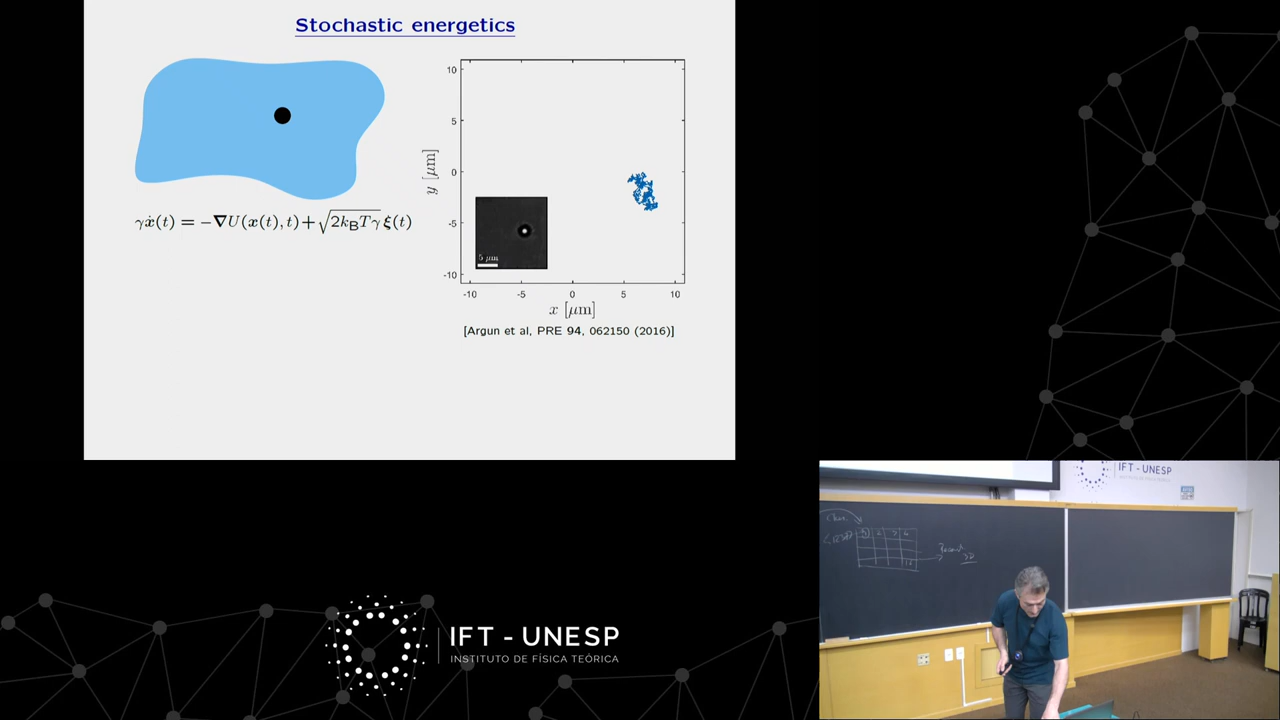 Stochastic energetics
γẋ(t) = −∇U(x(t), t) + √2k_BTγ ξ(t)
10
5
0
-5
-10
y [μm]
5 μm
-10
-5
0
5
10
x [μm]
[Argun et al, PRE 94, 062150 (2016)]
IFT - UNESP
INSTITUTO DE FÍSICA TEÓRICA
IFT - UNESP